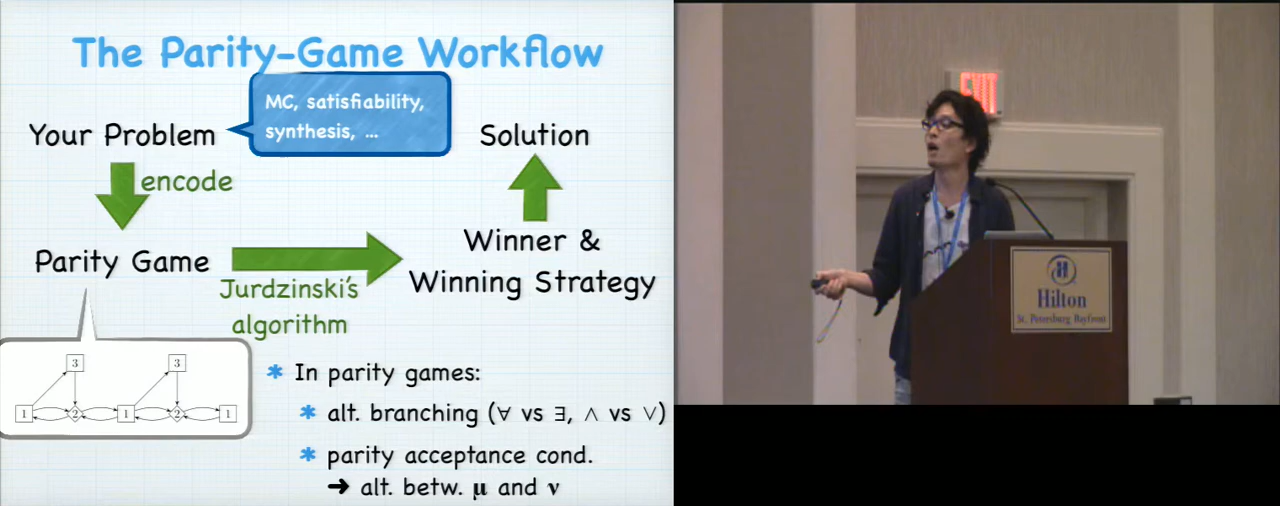 The Parity-Game Workflow
MC, satisfiability,
synthesis, ...
Your Problem
Solution
encode
Parity Game
Winner &
Winning Strategy
Jurdzinski's
algorithm
3
3
1
2
1
2
1
* In parity games:
* alt. branching (∀ vs ∃, ∧ vs ∨)
* parity acceptance cond.
➜ alt. betw. μ and ν
EXIT
Hilton
St. Petersburg Bayfront